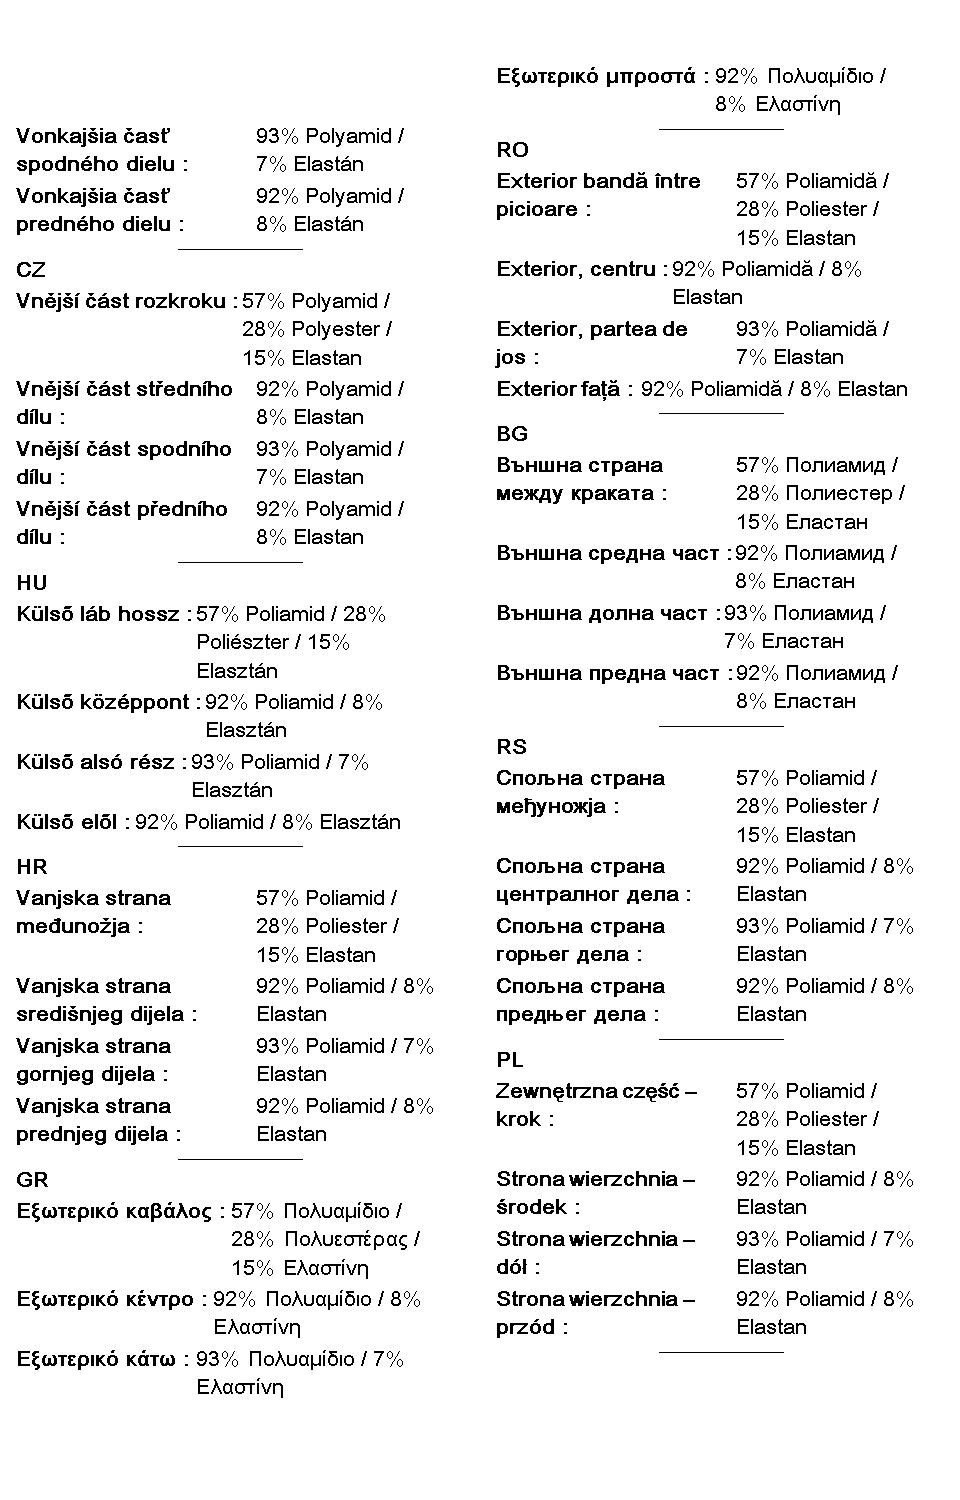 Vonkajšia časť 93% Polyamid /
spodného dielu : 7% Elastán
Vonkajšia časť 92% Polyamid /
predného dielu : 8% Elastán
CZ
Vnější část rozkroku : 57% Polyamid /
28% Polyester /
15% Elastan
Vnější část středního 92% Polyamid /
dílu : 8% Elastan
Vnější část spodního 93% Polyamid /
dílu : 7% Elastan
Vnější část předního 92% Polyamid /
dílu : 8% Elastan
HU
Külső láb hossz : 57% Poliamid / 28%
Poliészter / 15%
Elasztán
Külső középpont : 92% Poliamid / 8%
Elasztán
Külső alsó rész : 93% Poliamid / 7%
Elasztán
Külső elől : 92% Poliamid / 8% Elasztán
HR
Vanjska strana 57% Poliamid /
međunožja : 28% Poliester /
15% Elastan
Vanjska strana 92% Poliamid / 8%
središnjeg dijela : Elastan
Vanjska strana 93% Poliamid / 7%
gornjeg dijela : Elastan
Vanjska strana 92% Poliamid / 8%
prednjeg dijela : Elastan
GR
Εξωτερικό καβάλος : 57% Πολυαμίδιο /
28% Πολυεστέρας /
15% Ελαστίνη
Εξωτερικό κέντρο : 92% Πολυαμίδιο / 8%
Ελαστίνη
Εξωτερικό κάτω : 93% Πολυαμίδιο / 7%
Ελαστίνη
Εξωτερικό μπροστά : 92% Πολυαμίδιο /
8% Ελαστίνη
RO
Exterior bandă între 57% Poliamidă /
picioare : 28% Poliester /
15% Elastan
Exterior, centru : 92% Poliamidă / 8%
Elastan
Exterior, partea de 93% Poliamidă /
jos : 7% Elastan
Exterior față : 92% Poliamidă / 8% Elastan
BG
Външна страна 57% Полиамид /
между краката : 28% Полиестер /
15% Еластан
Външна средна част : 92% Полиамид /
8% Еластан
Външна долна част : 93% Полиамид /
7% Еластан
Външна предна част : 92% Полиамид /
8% Еластан
RS
Спољна страна 57% Poliamid /
међуножја : 28% Poliester /
15% Elastan
Спољна страна 92% Poliamid / 8%
централног дела : Elastan
Спољна страна 93% Poliamid / 7%
горњег дела : Elastan
Спољна страна 92% Poliamid / 8%
предњег дела : Elastan
PL
Zewnętrzna część – 57% Poliamid /
krok : 28% Poliester /
15% Elastan
Strona wierzchnia – 92% Poliamid / 8%
środek : Elastan
Strona wierzchnia – 93% Poliamid / 7%
dół : Elastan
Strona wierzchnia – 92% Poliamid / 8%
przód : Elastan